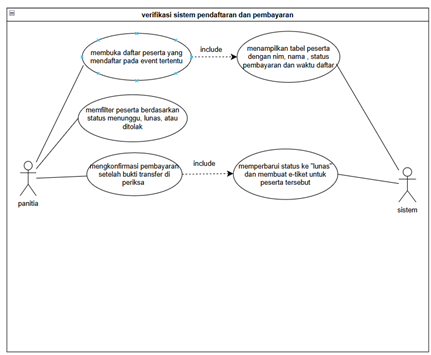 verifikasi sistem pendaftaran dan pembayaran
membuka daftar peserta yang
mendaftar pada event tertentu
include
menampilkan tabel peserta
dengan nim, nama , status
pembayaran dan waktu daftar
memfilter peserta berdasarkan
status menunggu, lunas, atau
ditolak
mengkonfirmasi pembayaran
setelah bukti transfer di
periksa
include
memperbarui status ke "lunas"
dan membuat e-tiket untuk
peserta tersebut
panitia
sistem